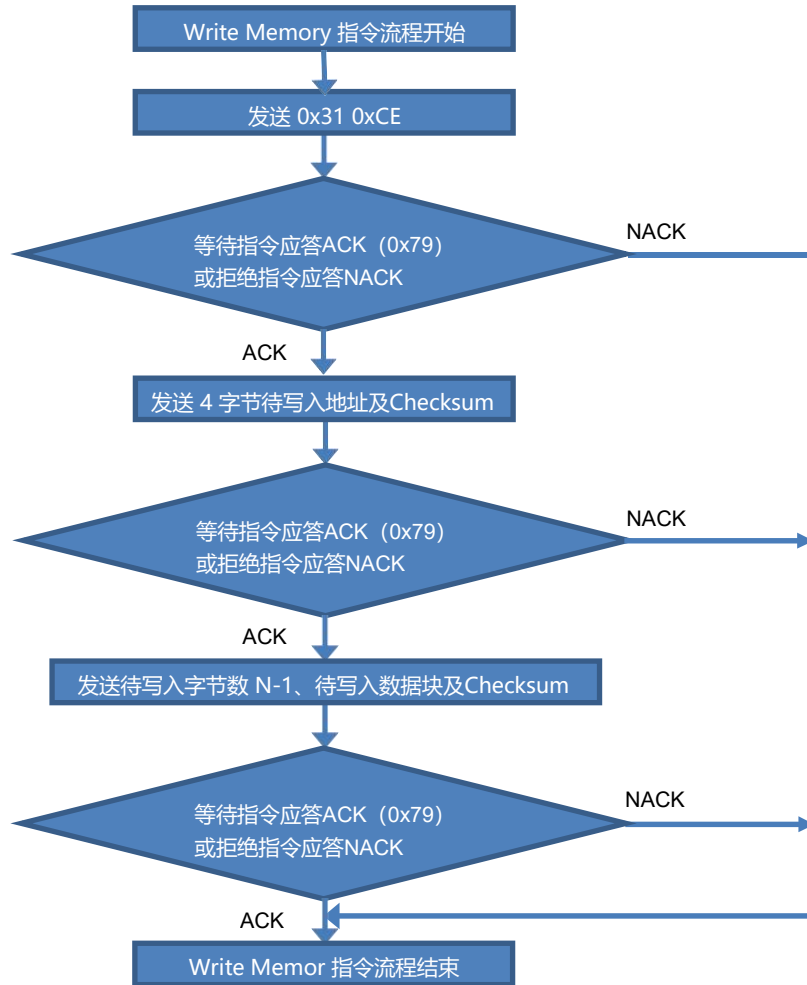 Write Memory 指令流程开始
发送 0x31 0xCE
等待指令应答ACK（0x79）
或拒绝指令应答NACK
NACK
ACK
发送 4 字节待写入地址及Checksum
等待指令应答ACK（0x79）
或拒绝指令应答NACK
NACK
ACK
发送待写入字节数 N-1、待写入数据块及Checksum
等待指令应答ACK（0x79）
或拒绝指令应答NACK
NACK
ACK
Write Memor 指令流程结束